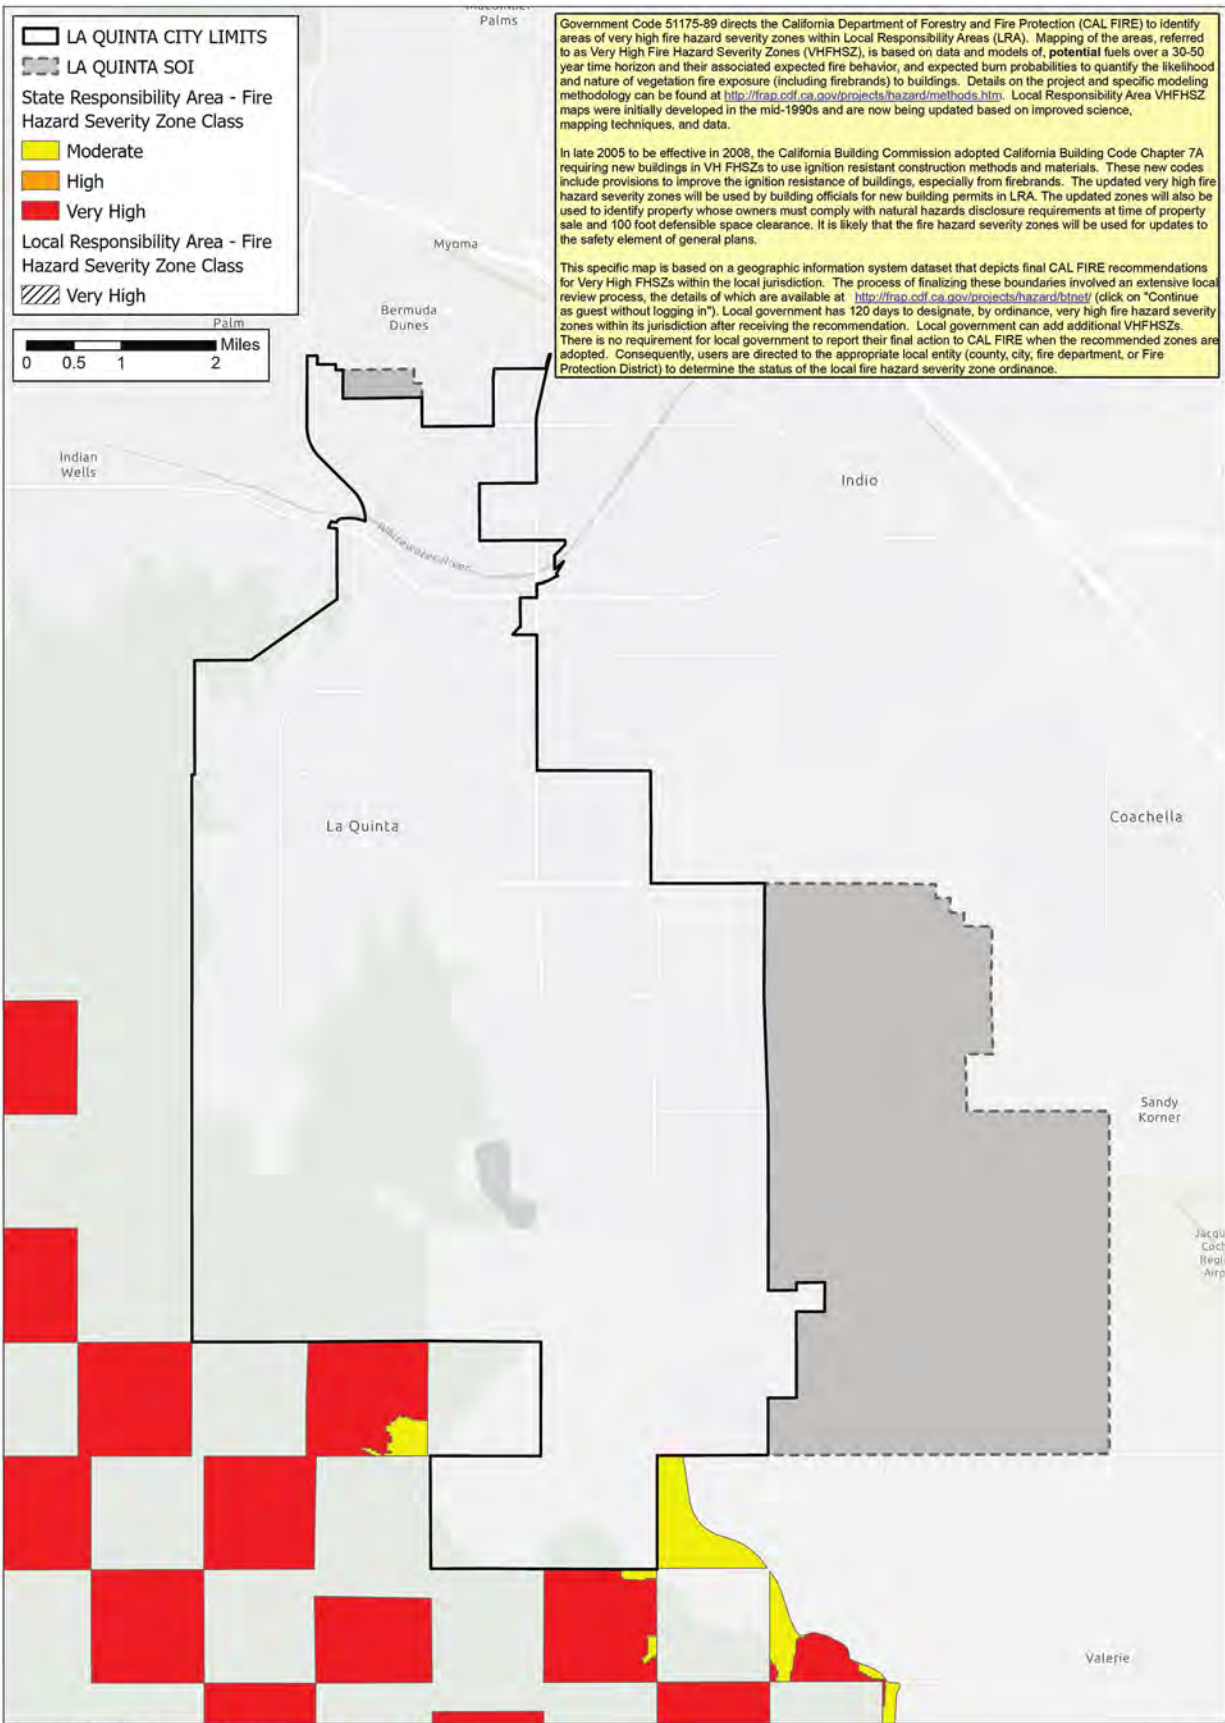 LA QUINTA CITY LIMITS
LA QUINTA SOI
State Responsibility Area - Fire
Hazard Severity Zone Class
Moderate
High
Very High
Local Responsibility Area - Fire
Hazard Severity Zone Class
Very High
Miles
0 0.5 1 2
Government Code 51175-89 directs the California Department of Forestry and Fire Protection (CAL FIRE) to identify
areas of very high fire hazard severity zones within Local Responsibility Areas (LRA). Mapping of the areas, referred
to as Very High Fire Hazard Severity Zones (VHFHSZ), is based on data and models of, potential fuels over a 30-50
year time horizon and their associated expected fire behavior, and expected burn probabilities to quantify the likelihood
and nature of vegetation fire exposure (including firebrands) to buildings. Details on the project and specific modeling
methodology can be found at http://frap.cdf.ca.gov/projects/hazard/methods.htm. Local Responsibility Area VHFHSZ
maps were initially developed in the mid-1990s and are now being updated based on improved science,
mapping techniques, and data.
In late 2005 to be effective in 2008, the California Building Commission adopted California Building Code Chapter 7A
requiring new buildings in VH FHSZs to use ignition resistant construction methods and materials. These new codes
include provisions to improve the ignition resistance of buildings, especially from firebrands. The updated very high fire
hazard severity zones will be used by building officials for new building permits in LRA. The updated zones will also be
used to identify property whose owners must comply with natural hazards disclosure requirements at time of property
sale and 100 foot defensible space clearance. It is likely that the fire hazard severity zones will be used for updates to
the safety element of general plans.
This specific map is based on a geographic information system dataset that depicts final CAL FIRE recommendations
for Very High FHSZs within the local jurisdiction. The process of finalizing these boundaries involved an extensive local
review process, the details of which are available at http://frap.cdf.ca.gov/projects/hazard/btnet/ (click on "Continue
as guest without logging in"). Local government has 120 days to designate, by ordinance, very high fire hazard severity
zones within its jurisdiction after receiving the recommendation. Local government can add additional VHFHSZs.
There is no requirement for local government to report their final action to CAL FIRE when the recommended zones are
adopted. Consequently, users are directed to the appropriate local entity (county, city, fire department, or Fire
Protection District) to determine the status of the local fire hazard severity zone ordinance.
Palms
Myoma
Bermuda
Dunes
Palm
Indian
Wells
Indio
Whitewater River
La Quinta
Coachella
Sandy
Korner
Jacqu
Coch
Regi
Airp
Valerie